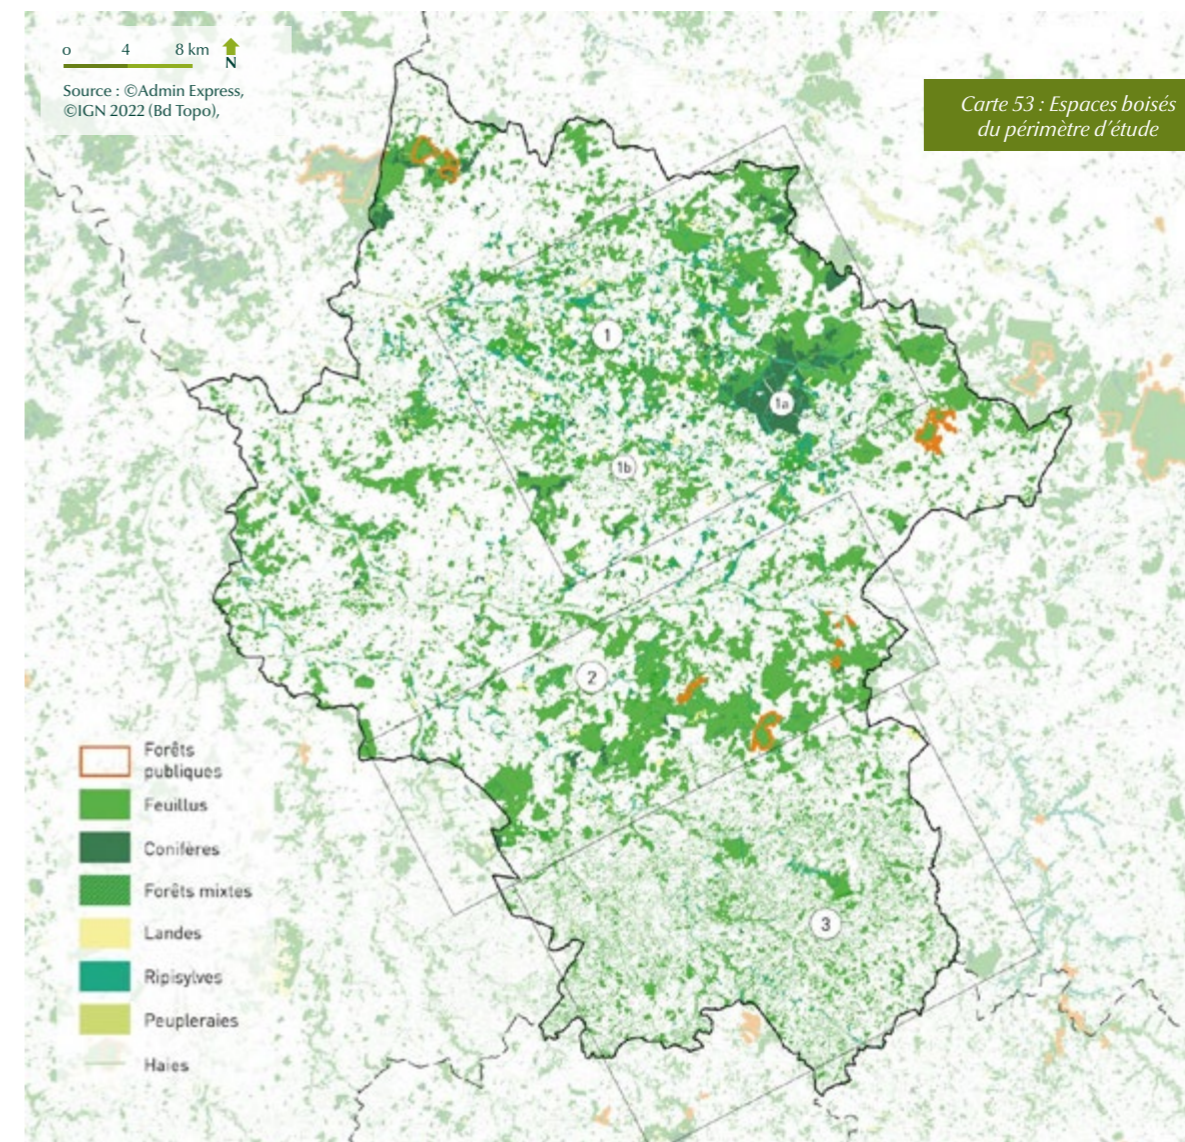 o 4 8 km
N
Source : ©Admin Express,
©IGN 2022 (Bd Topo),
Carte 53 : Espaces boisés
du périmètre d'étude
1
1a
1b
2
3
Forêts
publiques
Feuillus
Conifères
Forêts mixtes
Landes
Ripisylves
Peupleraies
Haies